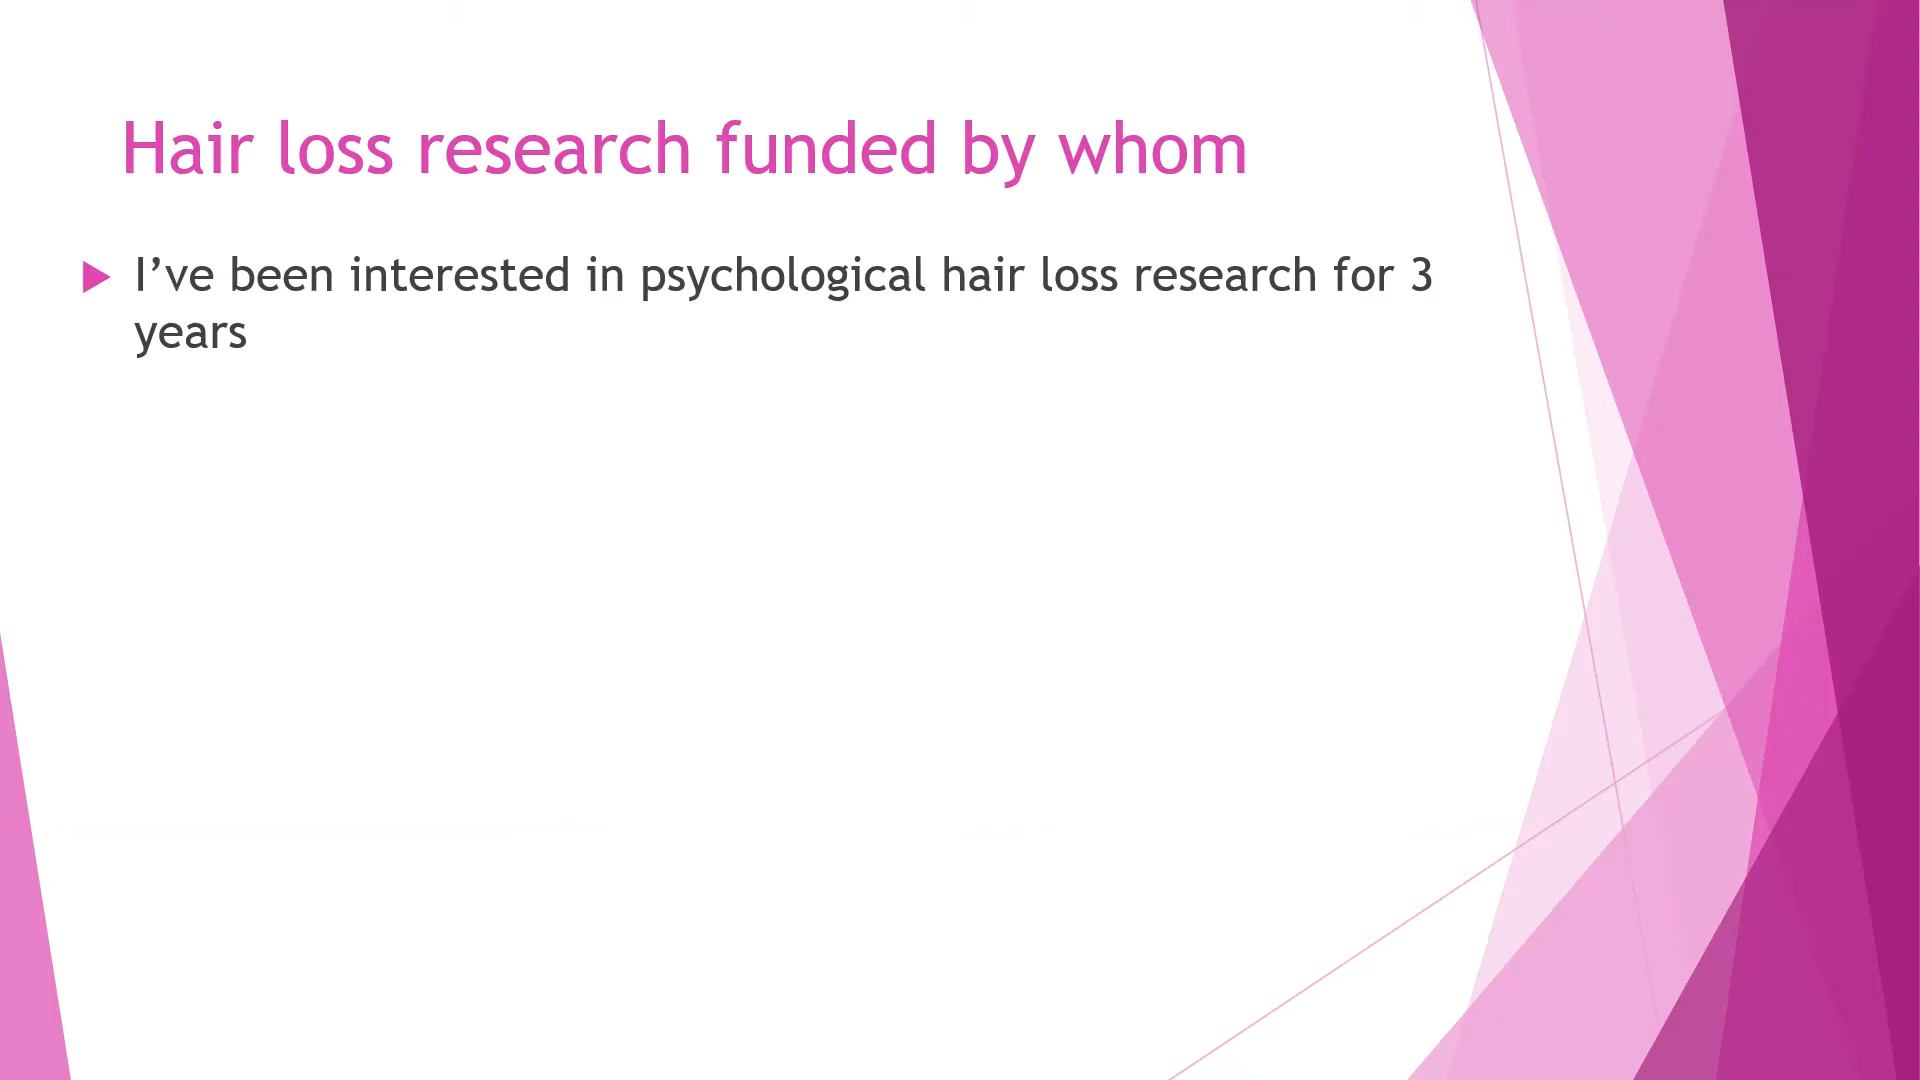 Hair loss research funded by whom
I’ve been interested in psychological hair loss research for 3
years